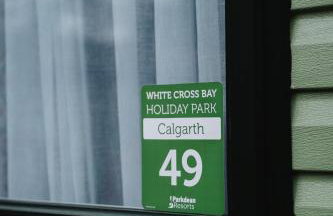 WHITE CROSS BAY
HOLIDAY PARK
Calgarth
49
Parkdean
Resorts